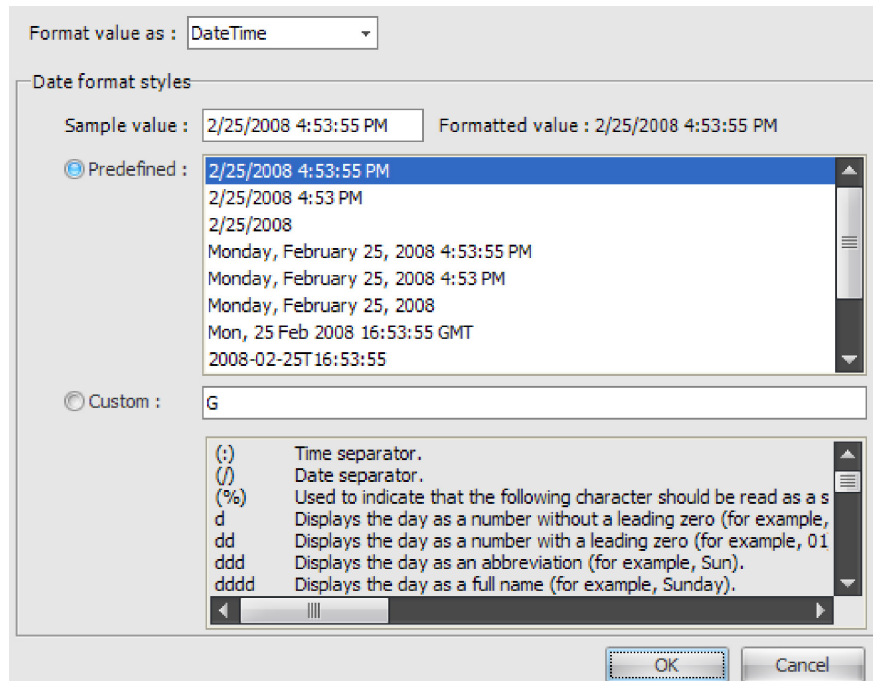 Format value as : DateTime
Date format styles
Sample value : 2/25/2008 4:53:55 PM Formatted value : 2/25/2008 4:53:55 PM
Predefined : 2/25/2008 4:53:55 PM
2/25/2008 4:53 PM
2/25/2008
Monday, February 25, 2008 4:53:55 PM
Monday, February 25, 2008 4:53 PM
Monday, February 25, 2008
Mon, 25 Feb 2008 16:53:55 GMT
2008-02-25T16:53:55
Custom : G
(:) Time separator.
(/) Date separator.
(%) Used to indicate that the following character should be read as a s
d Displays the day as a number without a leading zero (for example,
dd Displays the day as a number with a leading zero (for example, 01
ddd Displays the day as an abbreviation (for example, Sun).
dddd Displays the day as a full name (for example, Sunday).
OK Cancel